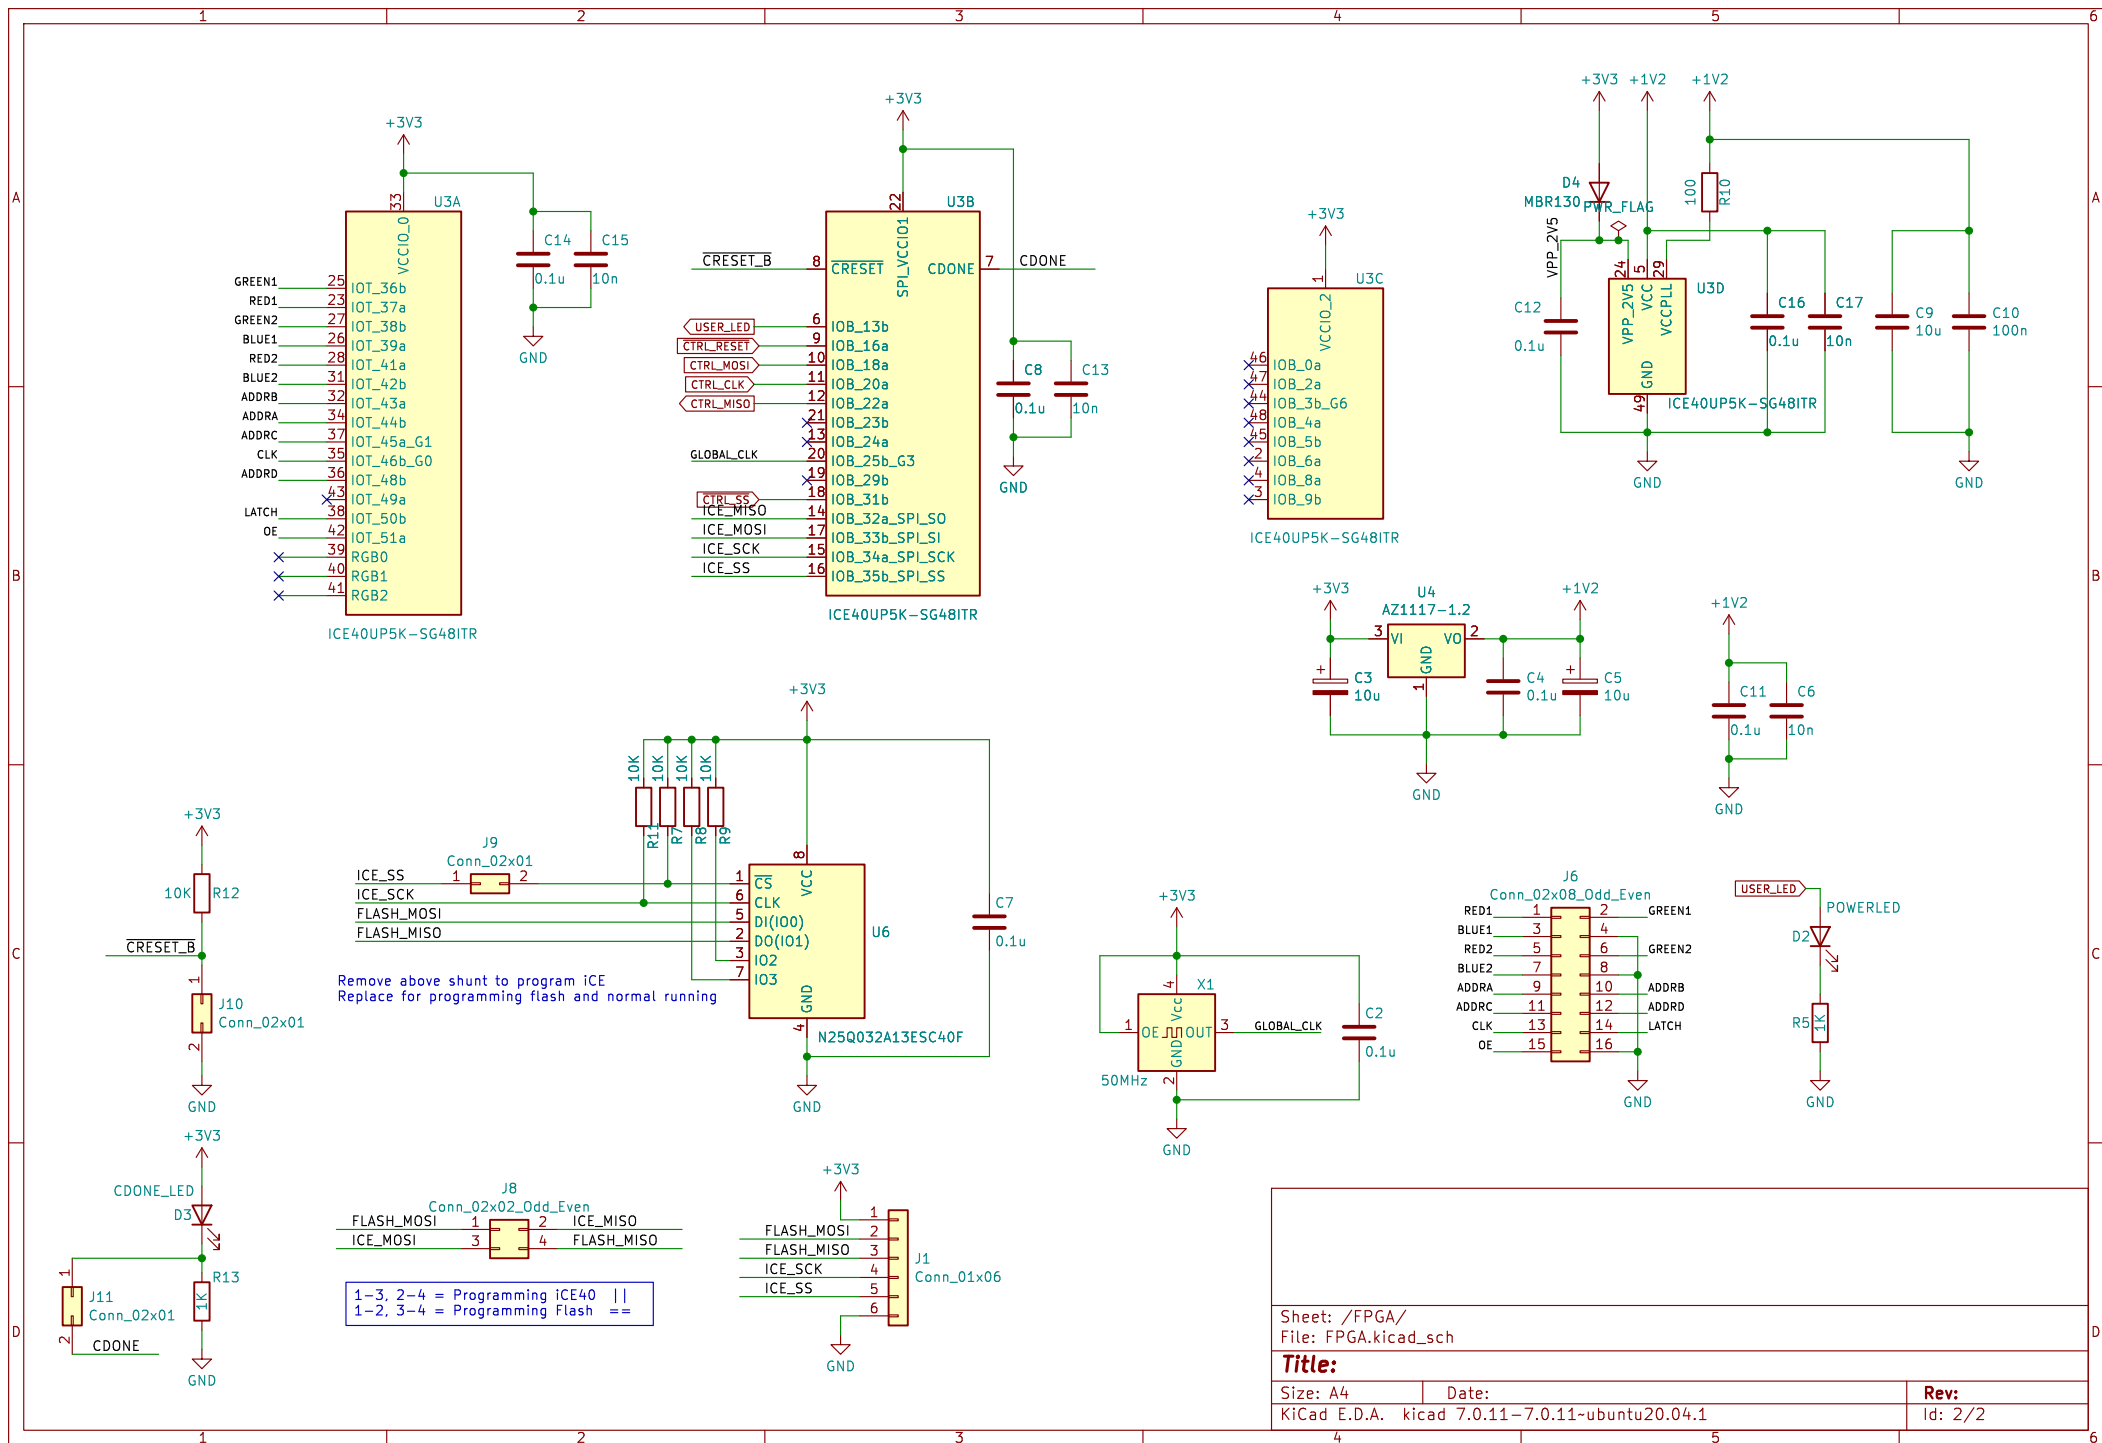 1 2 3 4 5 6
A
B
C
D
+3V3
33
U3A
VCCIO_0
C14
0.1u
C15
10n
GND
GREEN1 25 IOT_36b
RED1 23 IOT_37a
GREEN2 27 IOT_38b
BLUE1 26 IOT_39a
RED2 28 IOT_41a
BLUE2 31 IOT_42b
ADDRB 32 IOT_43a
ADDRA 34 IOT_44b
ADDRC 37 IOT_45a_G1
CLK 35 IOT_46b_G0
ADDRD 36 IOT_48b
43 IOT_49a
LATCH 38 IOT_50b
OE 42 IOT_51a
39 RGB0
40 RGB1
41 RGB2
ICE40UP5K-SG48ITR
+3V3
22
U3B
SPI_VCCIO1
CRESET_B 8 CRESET
CDONE 7 CDONE
USER_LED 6 IOB_13b
CTRL_RESET 9 IOB_16a
CTRL_MOSI 10 IOB_18a
CTRL_CLK 11 IOB_20a
CTRL_MISO 12 IOB_22a
21 IOB_23b
13 IOB_24a
GLOBAL_CLK 20 IOB_25b_G3
19 IOB_29b
CTRL_SS 18 IOB_31b
ICE_MISO 14 IOB_32a_SPI_SO
ICE_MOSI 17 IOB_33b_SPI_SI
ICE_SCK 15 IOB_34a_SPI_SCK
ICE_SS 16 IOB_35b_SPI_SS
ICE40UP5K-SG48ITR
C8
0.1u
C13
10n
GND
+3V3
1
U3C
VCCIO_2
46 IOB_0a
47 IOB_2a
44 IOB_3b_G6
48 IOB_4a
45 IOB_5b
2 IOB_6a
4 IOB_8a
3 IOB_9b
ICE40UP5K-SG48ITR
+3V3 +1V2 +1V2
D4
MBR130
PWR_FLAG
100
R10
VPP_2V5
24 5 29
VPP_2V5
VCC
VCCPLL
U3D
GND
49
ICE40UP5K-SG48ITR
C12
0.1u
C16
0.1u
C17
10n
C9
10u
C10
100n
GND
GND
+3V3
U4
AZ1117-1.2
+1V2
3 VI
VO 2
GND
1
C3
10u
C4
0.1u
C5
10u
GND
+1V2
C11
0.1u
C6
10n
GND
+3V3
10K 10K 10K 10K
R11 R7 R8 R9
J9
Conn_02x01
1 2
ICE_SS
ICE_SCK
FLASH_MOSI
FLASH_MISO
8
VCC
1 CS
6 CLK
5 DI(IO0)
2 DO(IO1)
3 IO2
7 IO3
GND
4
U6
N25Q032A13ESC40F
C7
0.1u
GND
Remove above shunt to program iCE
Replace for programming flash and normal running
+3V3
10K R12
CRESET_B
1
J10
Conn_02x01
2
GND
+3V3
CDONE_LED
D3
R13
1K
1
J11
Conn_02x01
2
CDONE
GND
J8
Conn_02x02_Odd_Even
FLASH_MOSI 1 2 ICE_MISO
ICE_MOSI 3 4 FLASH_MISO
1-3, 2-4 = Programming iCE40 ||
1-2, 3-4 = Programming Flash ==
+3V3
1
FLASH_MOSI 2
FLASH_MISO 3
ICE_SCK 4
ICE_SS 5
6
J1
Conn_01x06
GND
+3V3
4
X1
Vcc
1 OE OUT 3
GND
2
50MHz
GLOBAL_CLK
C2
0.1u
GND
J6
Conn_02x08_Odd_Even
RED1 1 2 GREEN1
BLUE1 3 4
RED2 5 6 GREEN2
BLUE2 7 8
ADDRA 9 10 ADDRB
ADDRC 11 12 ADDRD
CLK 13 14 LATCH
OE 15 16
GND
USER_LED
POWERLED
D2
R5
1K
GND
Sheet: /FPGA/
File: FPGA.kicad_sch
Title:
Size: A4 Date: Rev:
KiCad E.D.A. kicad 7.0.11-7.0.11~ubuntu20.04.1 Id: 2/2
A
B
C
D
1 2 3 4 5 6